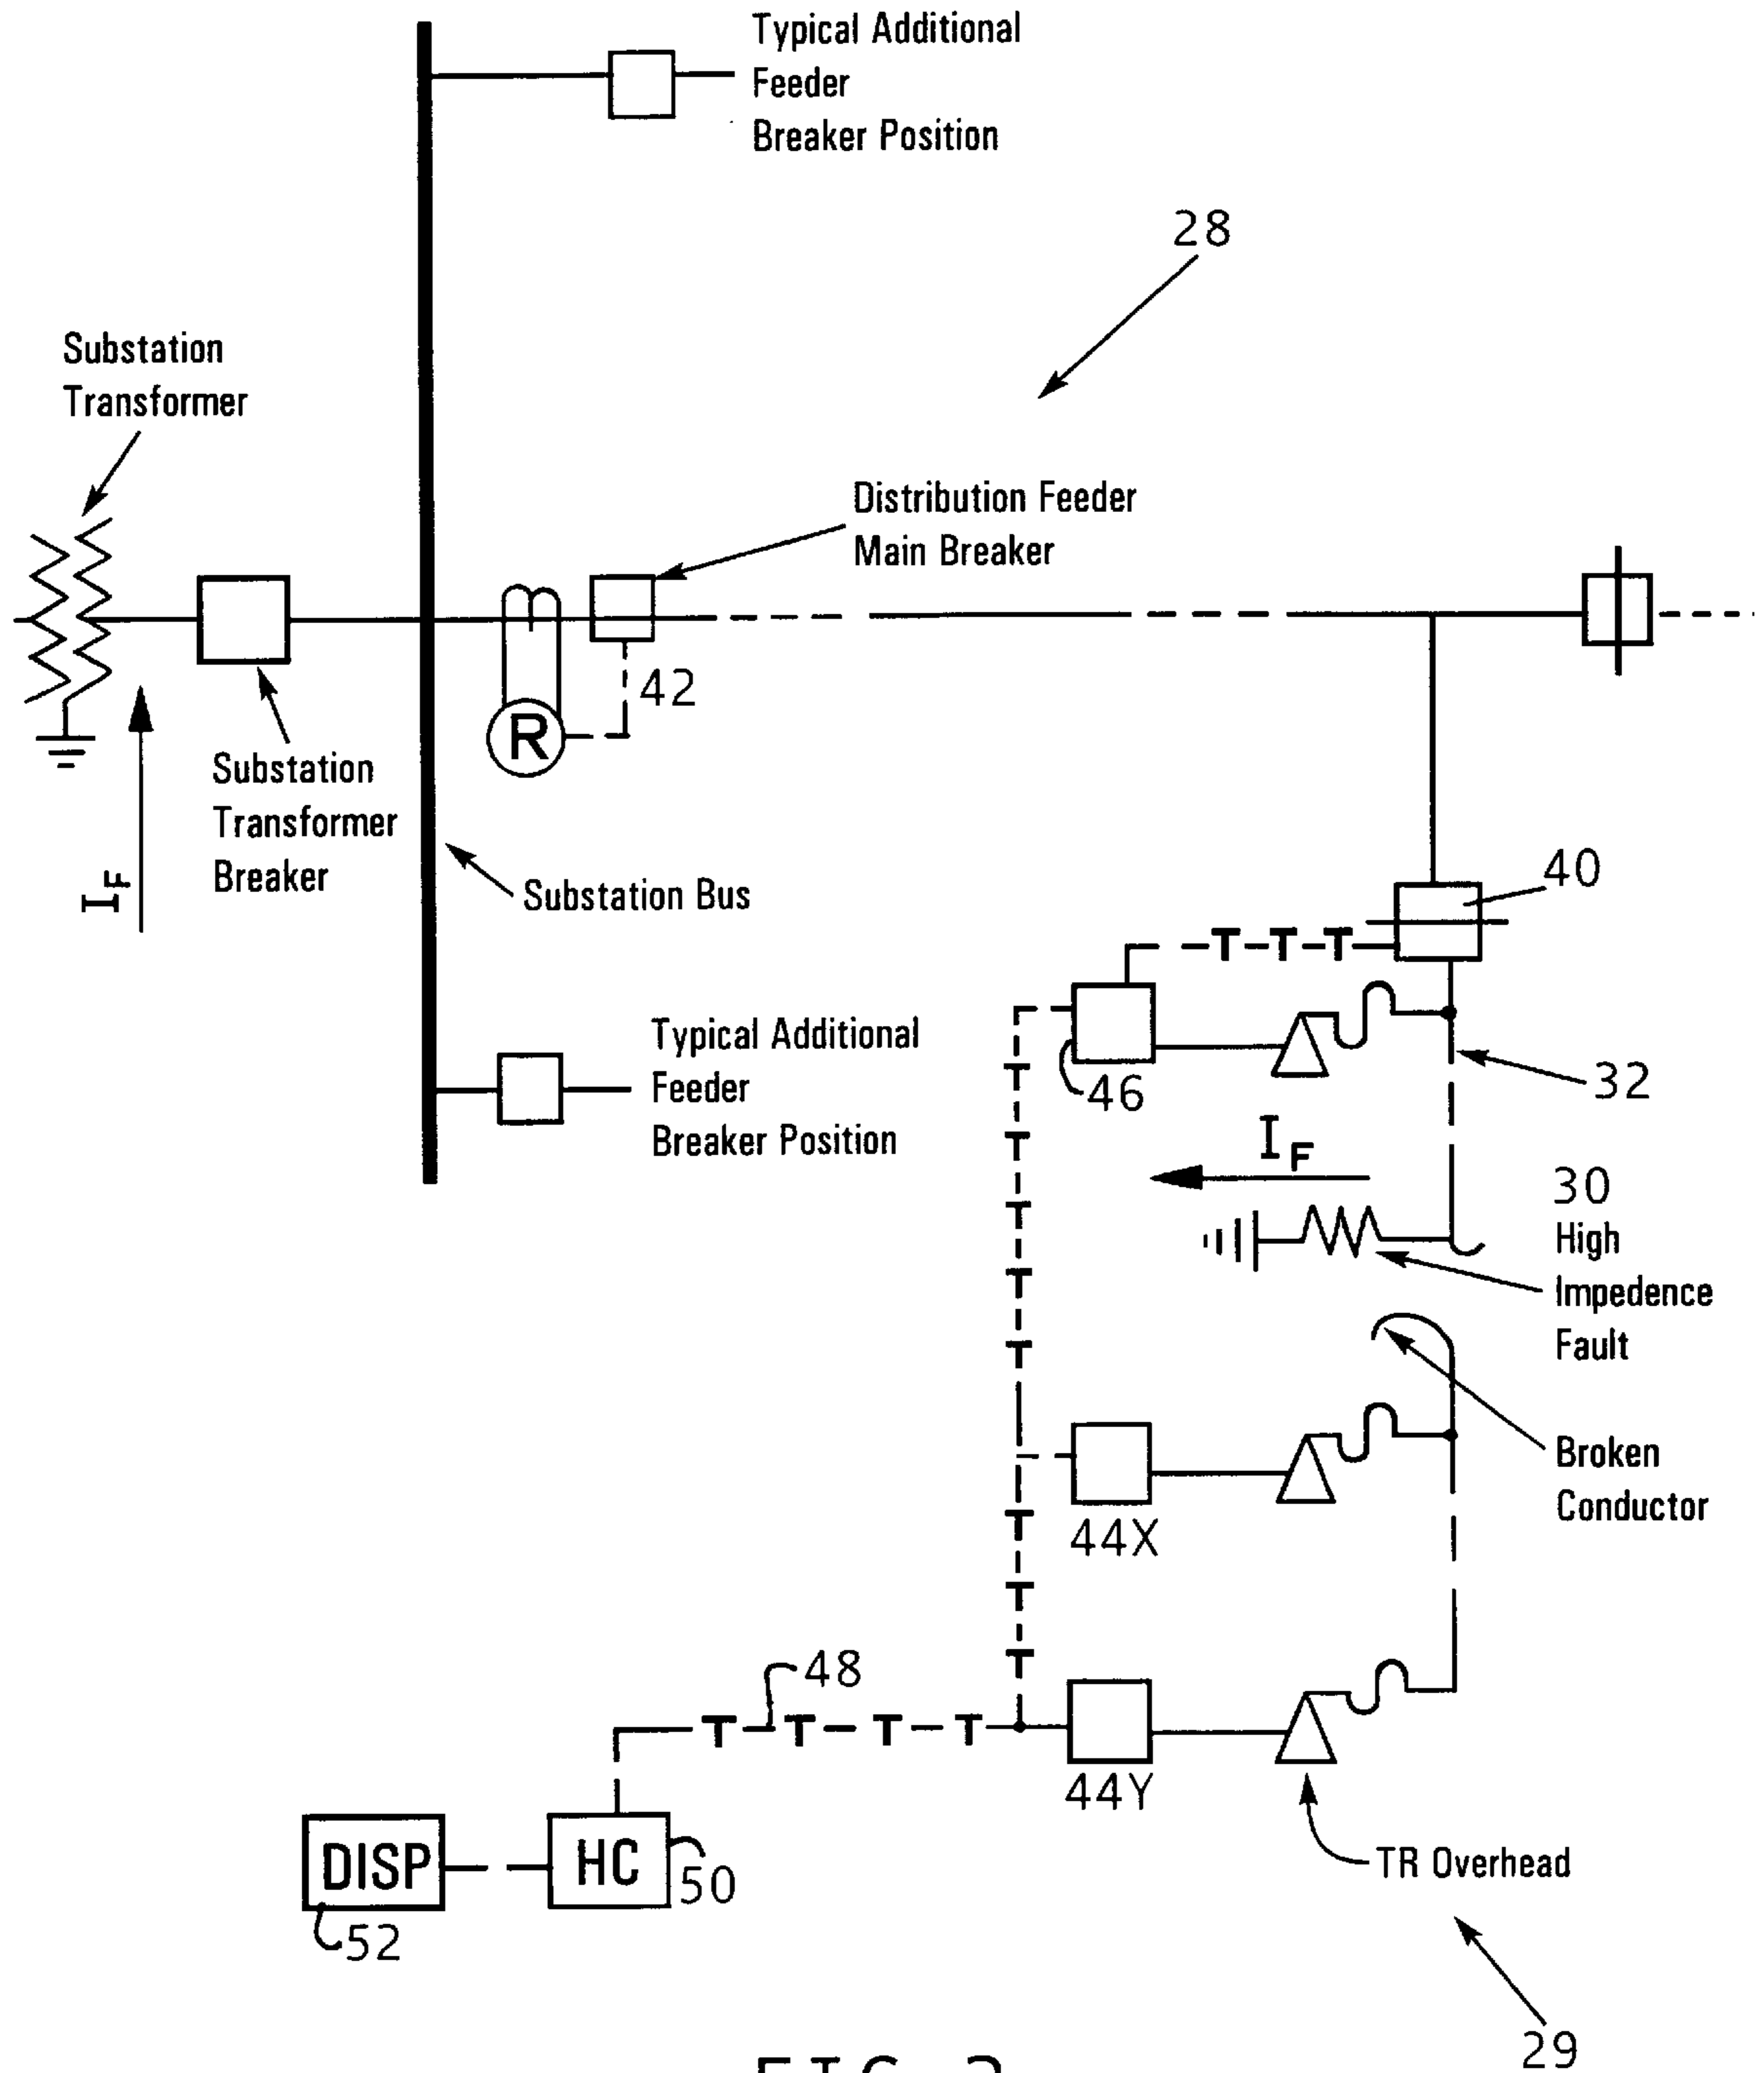 Typical Additional
Feeder
Breaker Position
28
Substation
Transformer
Distribution Feeder
Main Breaker
42
R
Substation
Transformer
Breaker
IF
Substation Bus
40
T T T
Typical Additional
Feeder
Breaker Position
46
32
IF
30
High
Impedence
Fault
T
T
T
T
T
Broken
Conductor
44X
T
T
T
48
T T T T
44Y
DISP
HC
50
TR Overhead
52
29